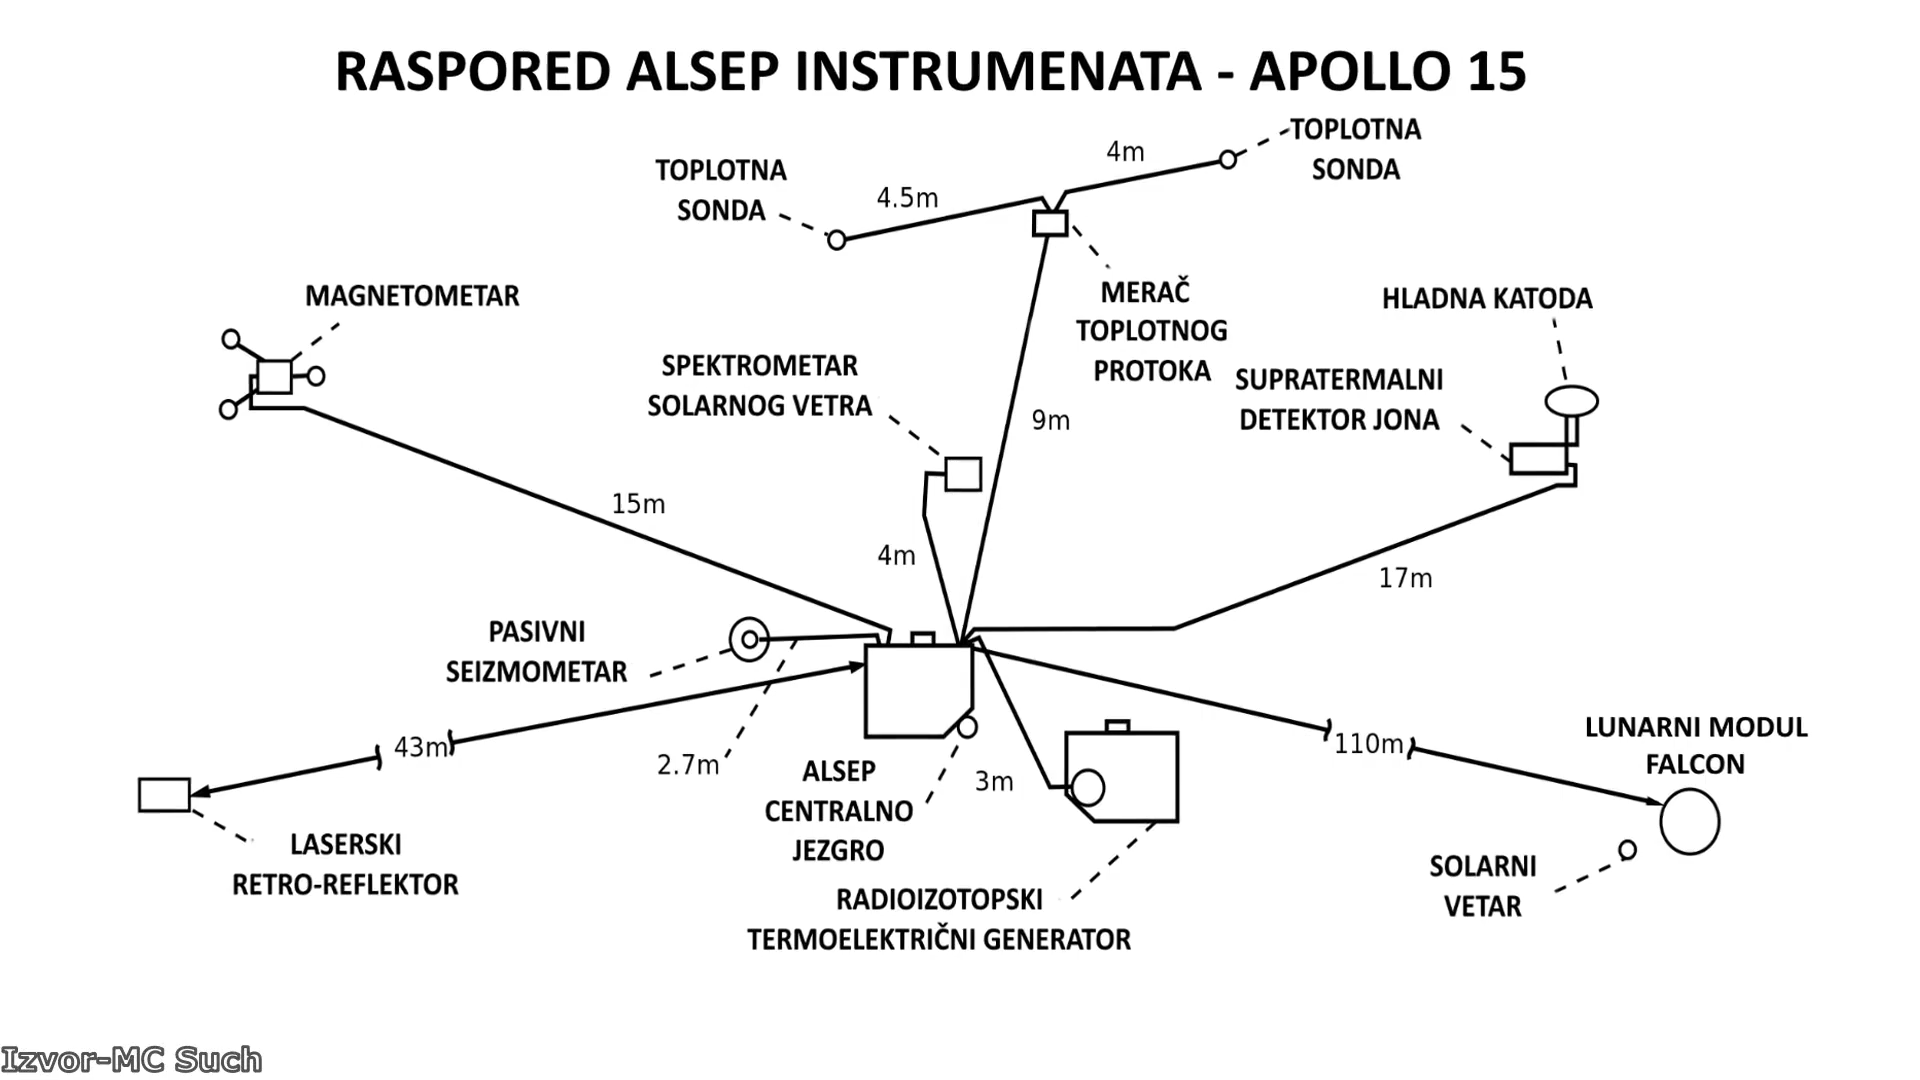 RASPORED ALSEP INSTRUMENATA - APOLLO 15
TOPLOTNA
SONDA
4.5m
4m
TOPLOTNA
SONDA
MAGNETOMETAR
MERAČ
TOPLOTNOG
PROTOKA
HLADNA KATODA
SPEKTROMETAR
SOLARNOG VETRA
SUPRATERMALNI
DETEKTOR JONA
9m
15m
4m
17m
PASIVNI
SEIZMOMETAR
43m
2.7m
ALSEP
CENTRALNO
JEZGRO
3m
110m
LUNARNI MODUL
FALCON
LASERSKI
RETRO-REFLEKTOR
RADIOIZOTOPSKI
TERMOELEKTRIČNI GENERATOR
SOLARNI
VETAR
Izvor-MC Such